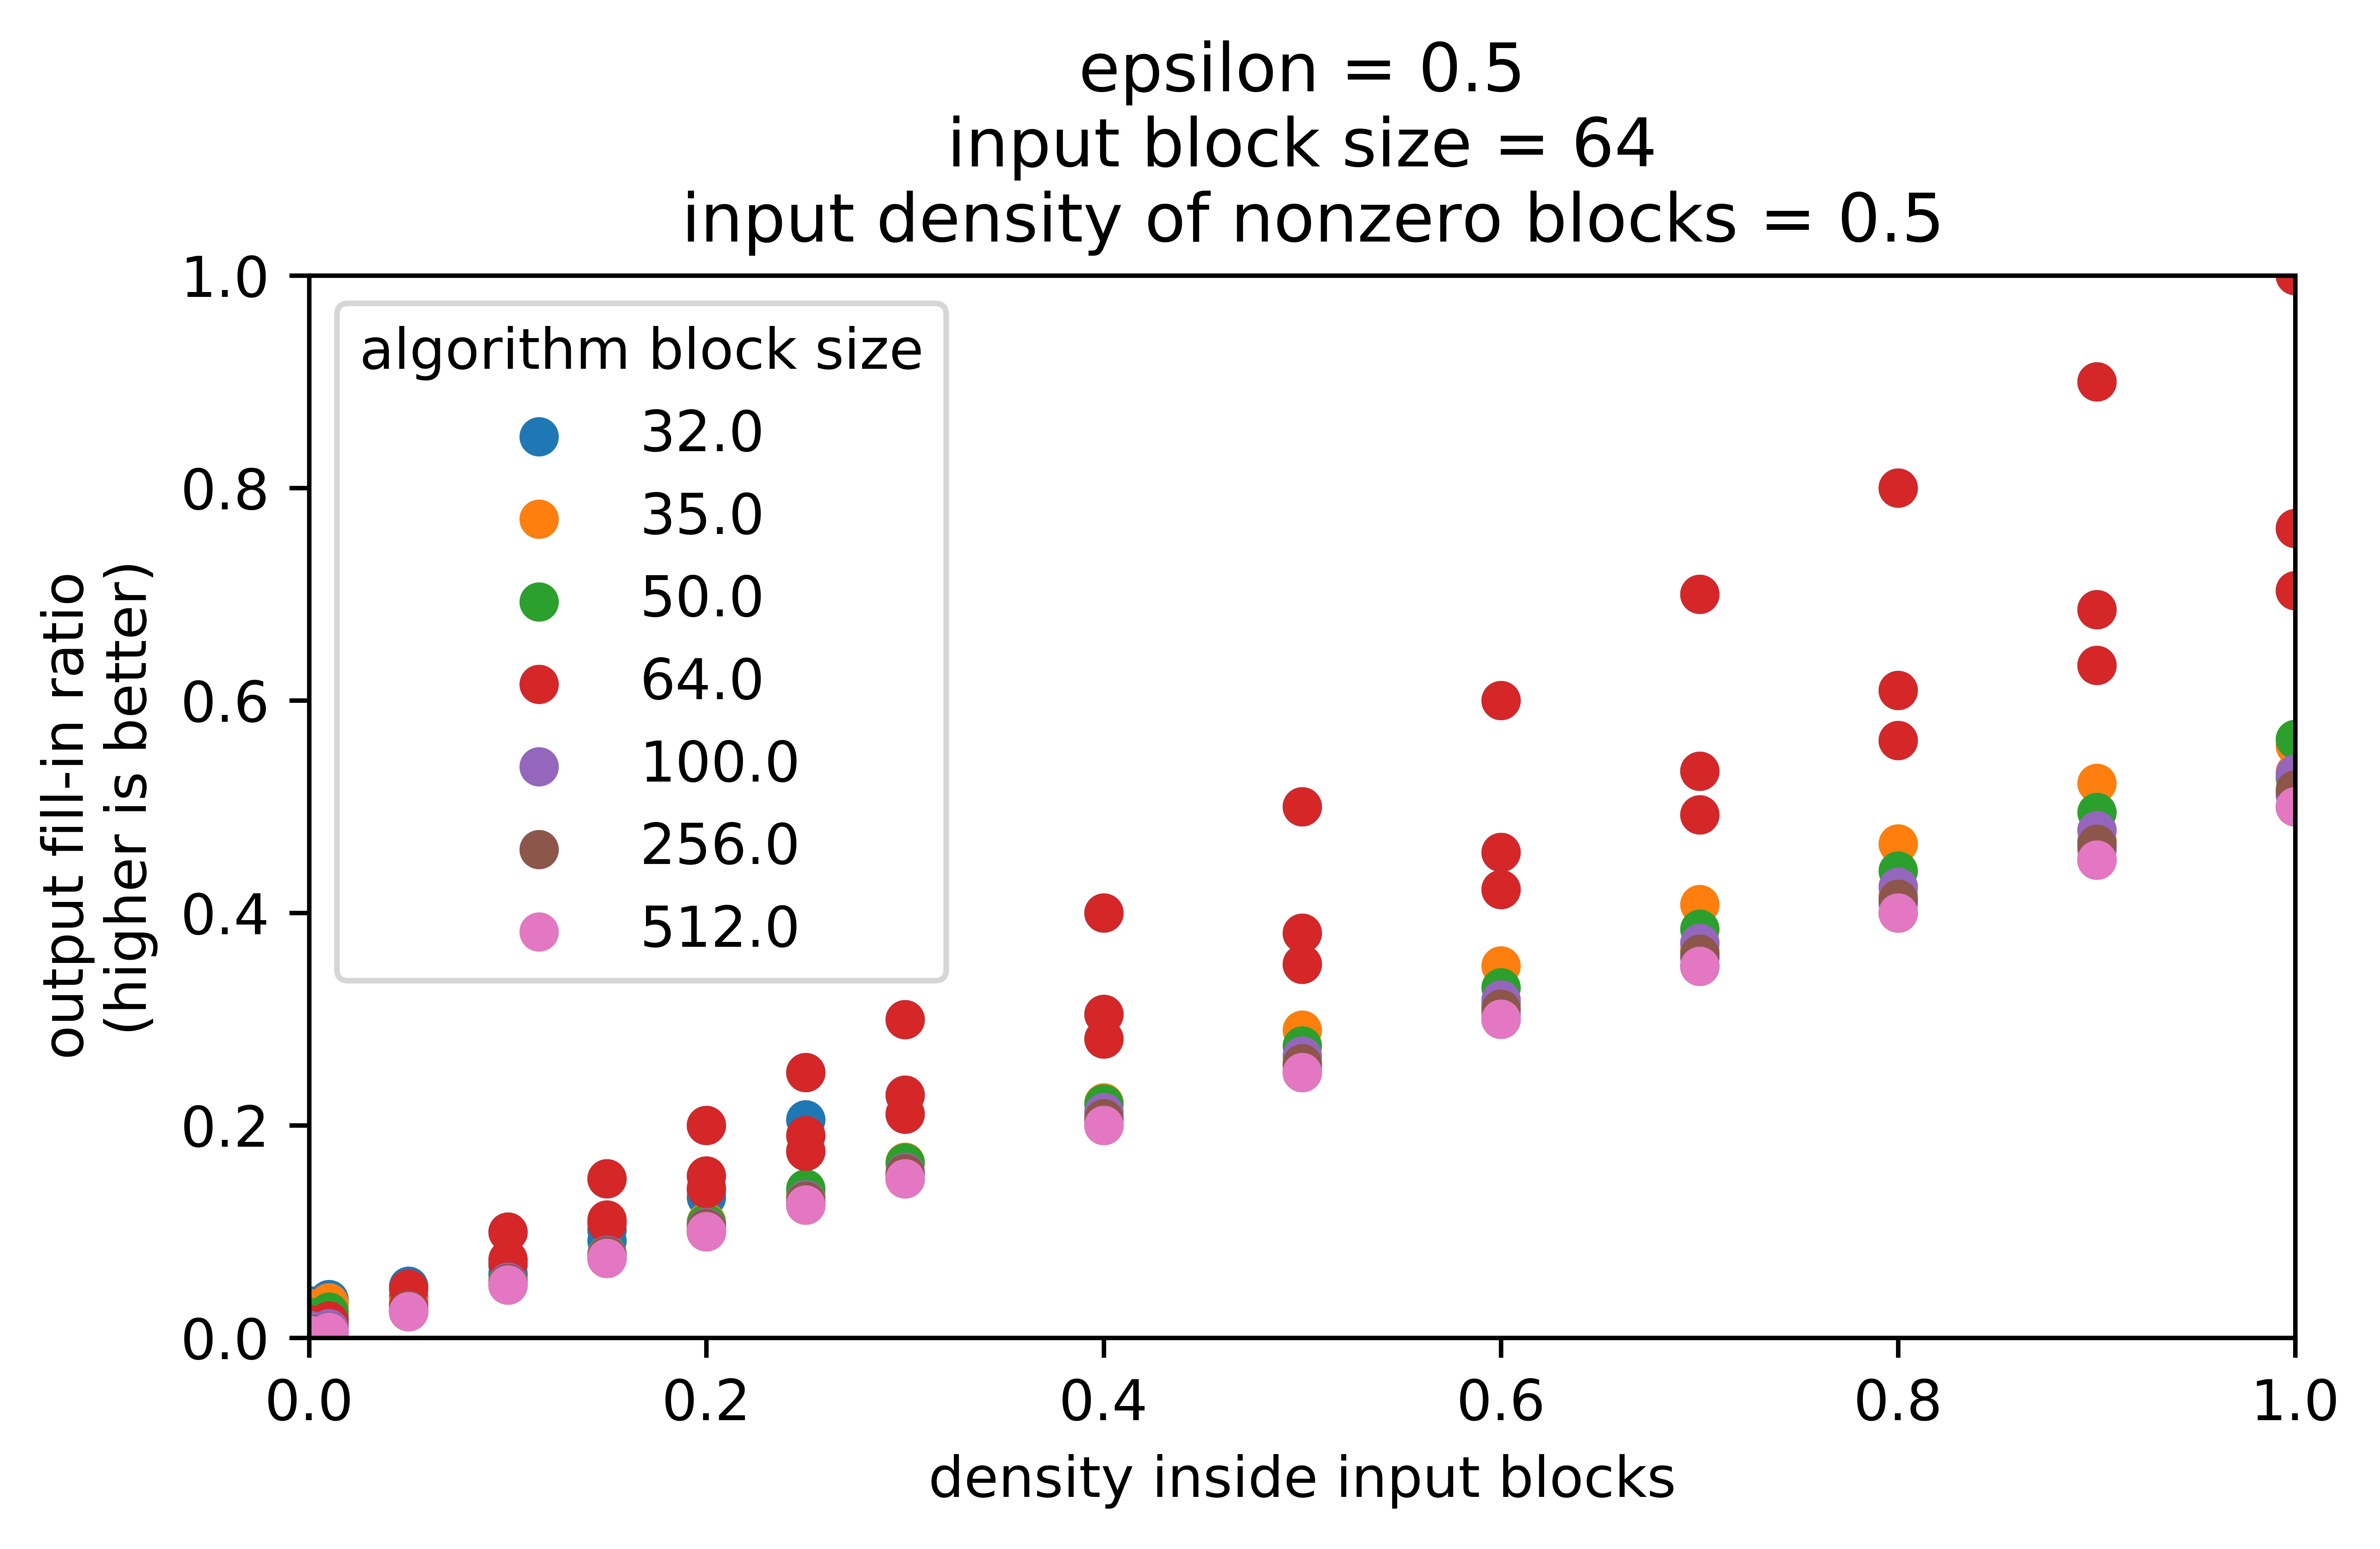 epsilon = 0.5
input block size = 64
input density of nonzero blocks = 0.5
output fill-in ratio
(higher is better)
1.0
0.8
0.6
0.4
0.2
0.0
algorithm block size
32.0
35.0
50.0
64.0
100.0
256.0
512.0
0.0 0.2 0.4 0.6 0.8 1.0
density inside input blocks